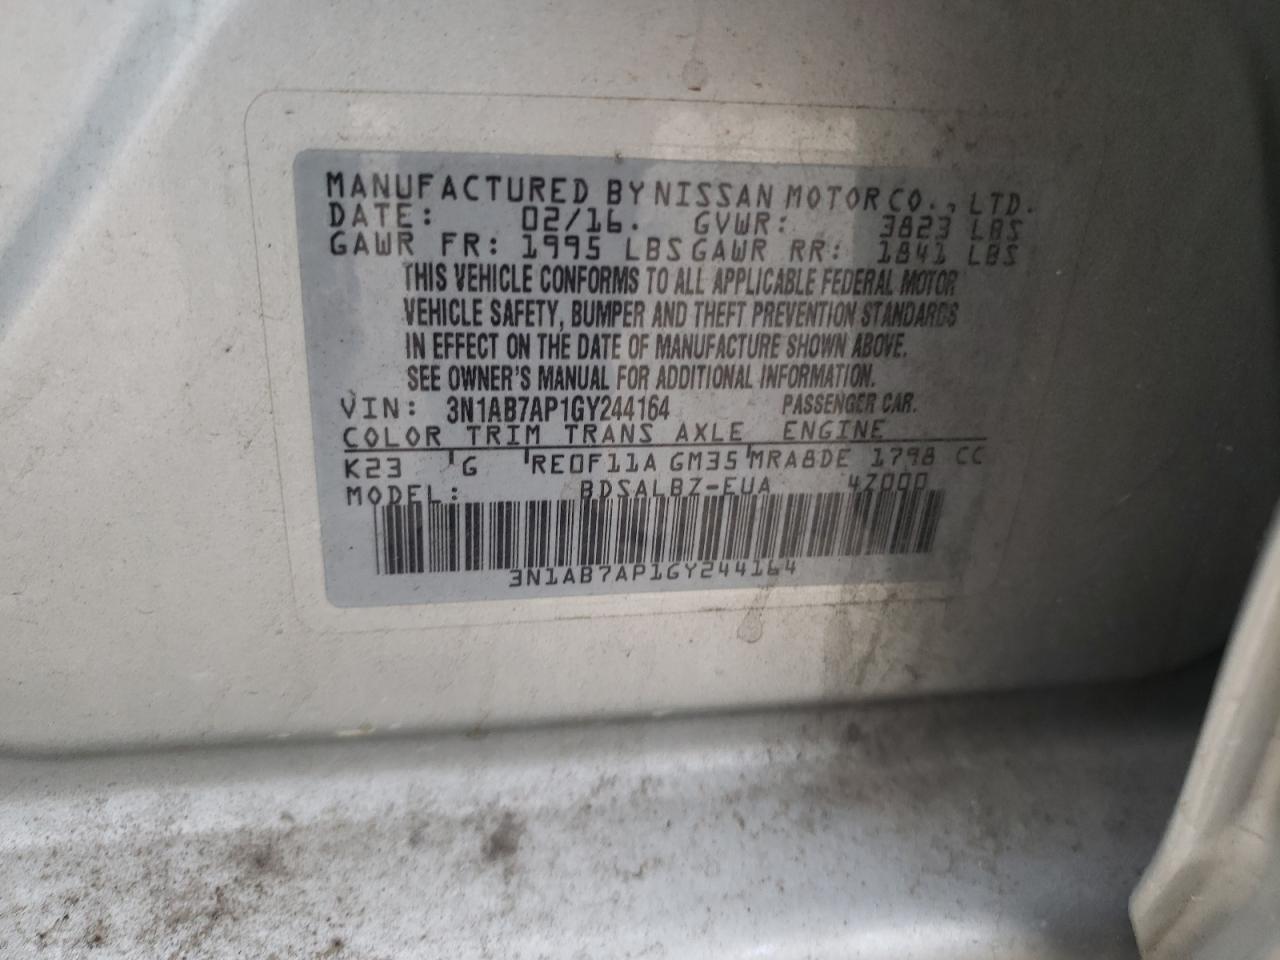 MANUFACTURED BY NISSAN MOTOR CO., LTD.
DATE: 02/16. GVWR: 3823 LBS
GAWR FR: 1995 LBS GAWR RR: 1841 LBS
THIS VEHICLE CONFORMS TO ALL APPLICABLE FEDERAL MOTOR
VEHICLE SAFETY, BUMPER AND THEFT PREVENTION STANDARDS
IN EFFECT ON THE DATE OF MANUFACTURE SHOWN ABOVE.
SEE OWNER'S MANUAL FOR ADDITIONAL INFORMATION.
VIN: 3N1AB7AP1GY244164 PASSENGER CAR.
COLOR TRIM TRANS AXLE ENGINE
K23 G RE0F11A GM35 MRA8DE 1798 CC
MODEL: BDSALBZ-EUA 4Z000
3N1AB7AP1GY244164